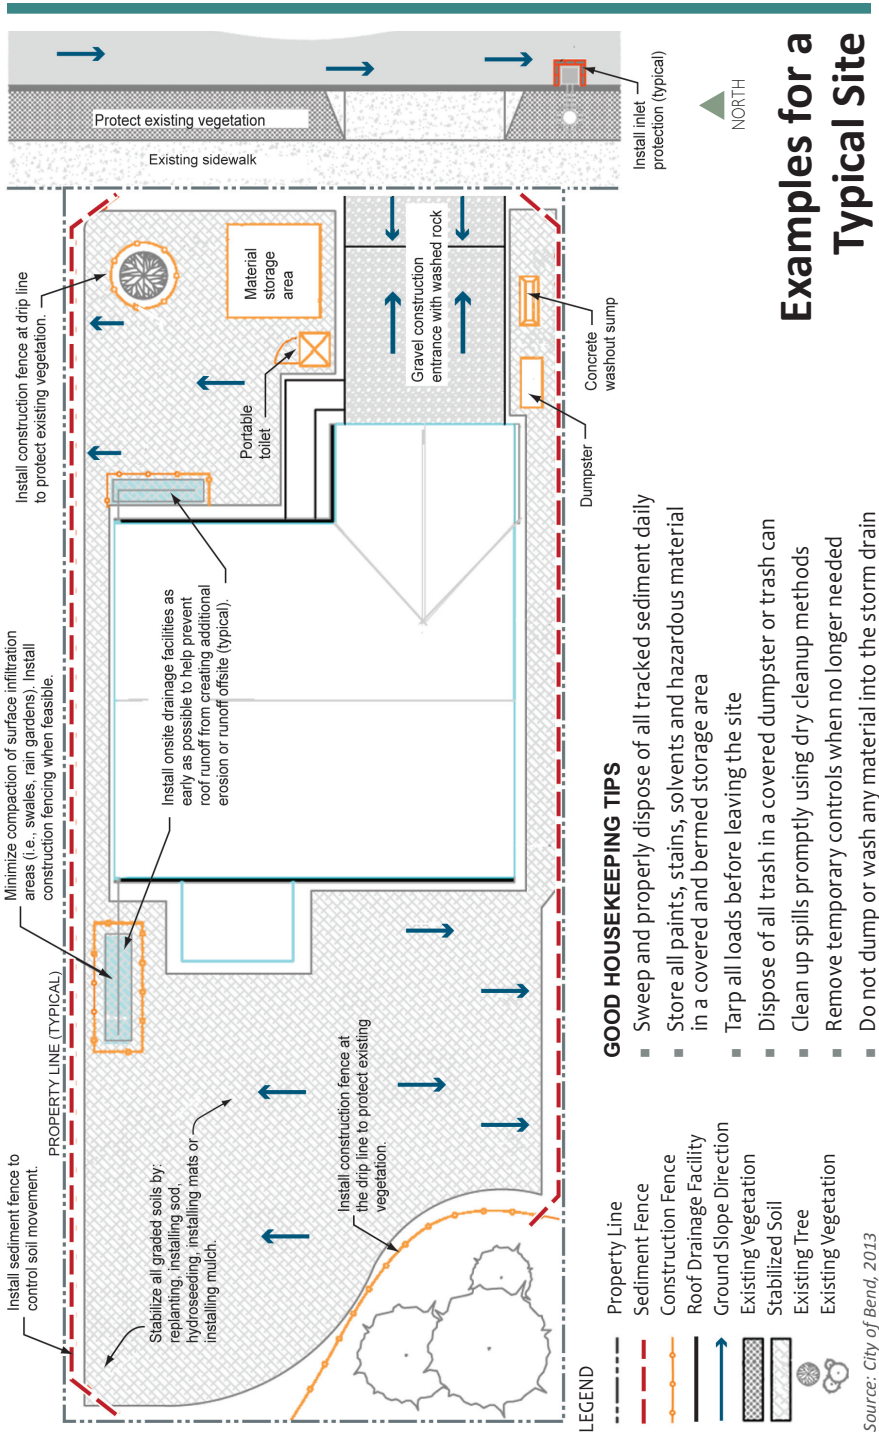 Install sediment fence to
control soil movement.
PROPERTY LINE (TYPICAL)
Minimize compaction of surface infiltration
areas (i.e., swales, rain gardens). Install
construction fencing when feasible.
Install construction fence at drip line
to protect existing vegetation.
Protect existing vegetation
Existing sidewalk
Stabilize all graded soils by:
replanting, installing sod,
hydroseeding, installing mats or
installing mulch.
Install onsite drainage facilities as
early as possible to help prevent
roof runoff from creating additional
erosion or runoff offsite (typical).
Portable
toilet
Material
storage
area
Install construction fence at
the drip line to protect existing
vegetation.
Gravel construction
entrance with washed rock
Dumpster
Concrete
washout sump
Install inlet
protection (typical)
NORTH
LEGEND
Property Line
Sediment Fence
Construction Fence
Roof Drainage Facility
Ground Slope Direction
Existing Vegetation
Stabilized Soil
Existing Tree
Existing Vegetation
Source: City of Bend, 2013
GOOD HOUSEKEEPING TIPS
▪ Sweep and properly dispose of all tracked sediment daily
▪ Store all paints, stains, solvents and hazardous material
in a covered and bermed storage area
▪ Tarp all loads before leaving the site
▪ Dispose of all trash in a covered dumpster or trash can
▪ Clean up spills promptly using dry cleanup methods
▪ Remove temporary controls when no longer needed
▪ Do not dump or wash any material into the storm drain
Examples for a
Typical Site